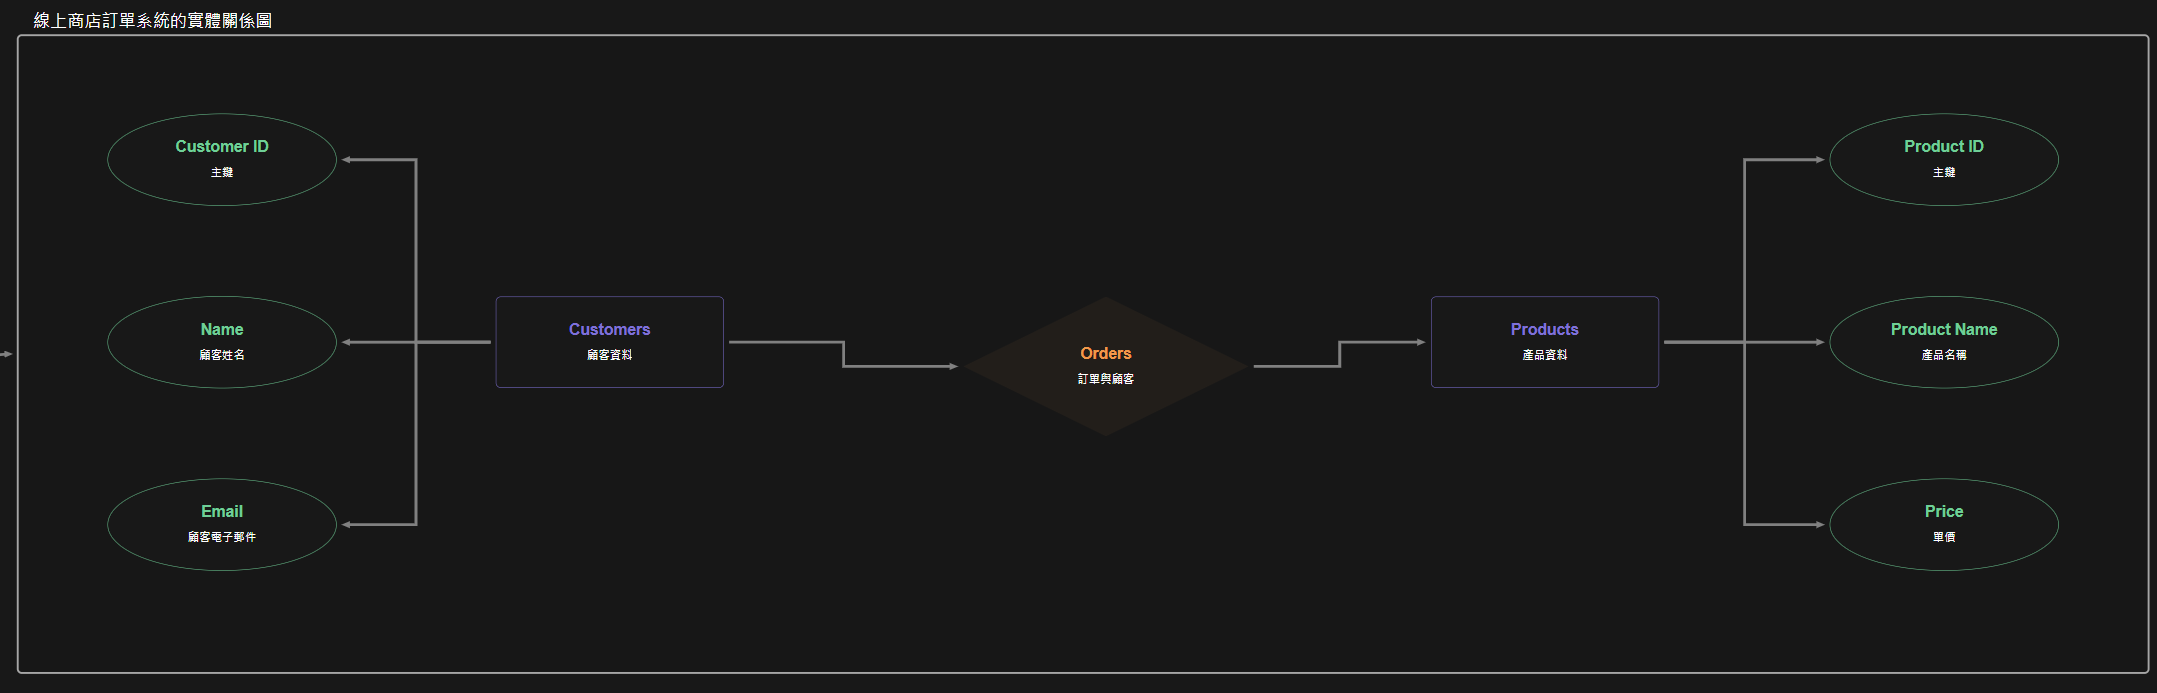 線上商店訂單系統的實體關係圖
Customer ID
主鍵
Name
顧客姓名
Email
顧客電子郵件
Customers
顧客資料
Orders
訂單與顧客
Products
產品資料
Product ID
主鍵
Product Name
產品名稱
Price
單價